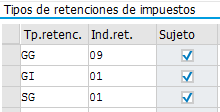 Tipos de retenciones de impuestos
Tp.retenc. Ind.ret. Sujeto
GG 09
GI 01
SG 01